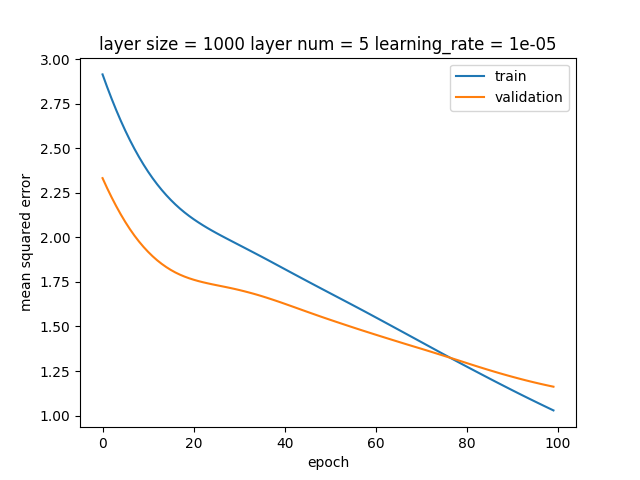 layer size = 1000 layer num = 5 learning_rate = 1e-05
3.00
2.75
2.50
2.25
2.00
1.75
1.50
1.25
1.00
mean squared error
train
validation
0 20 40 60 80 100
epoch